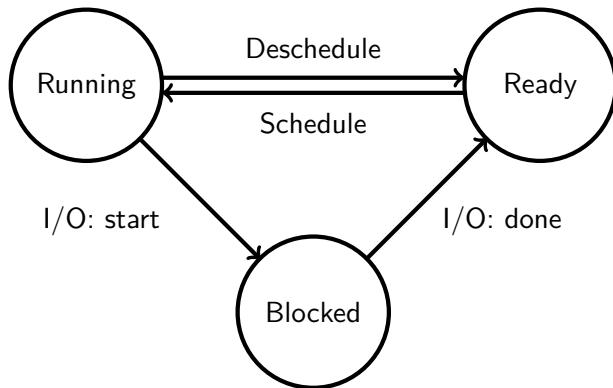 Deschedule
Running
Ready
Schedule
I/O: start
I/O: done
Blocked